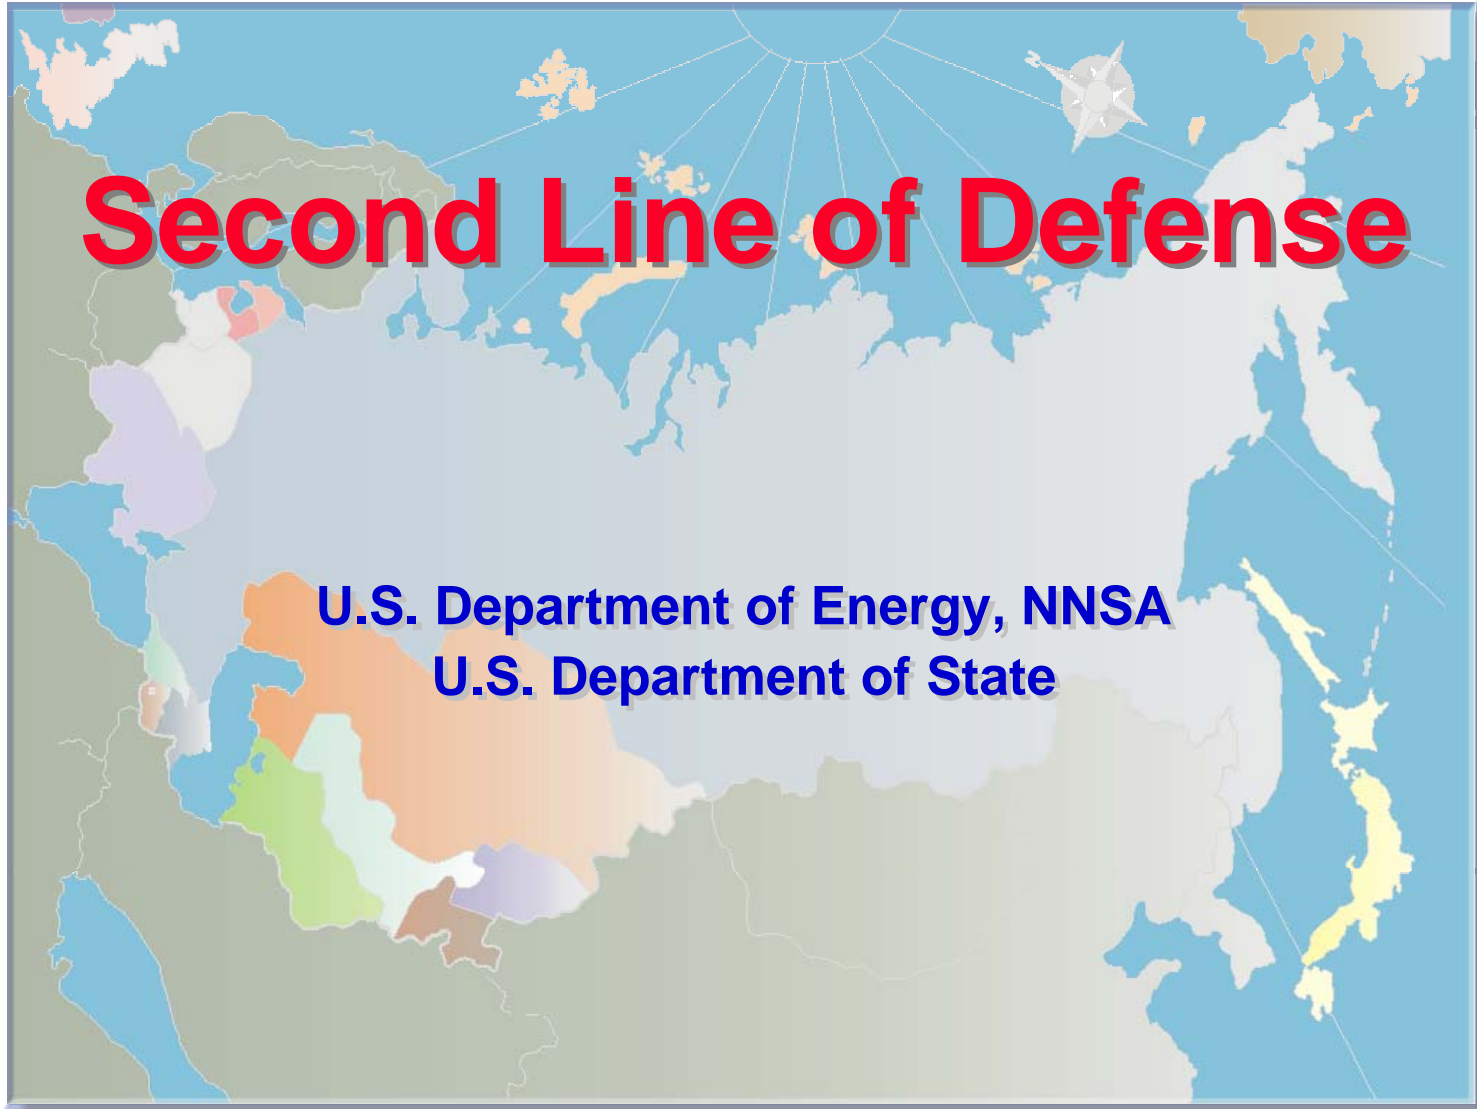 Second Line of Defense
U.S. Department of Energy, NNSA
U.S. Department of State